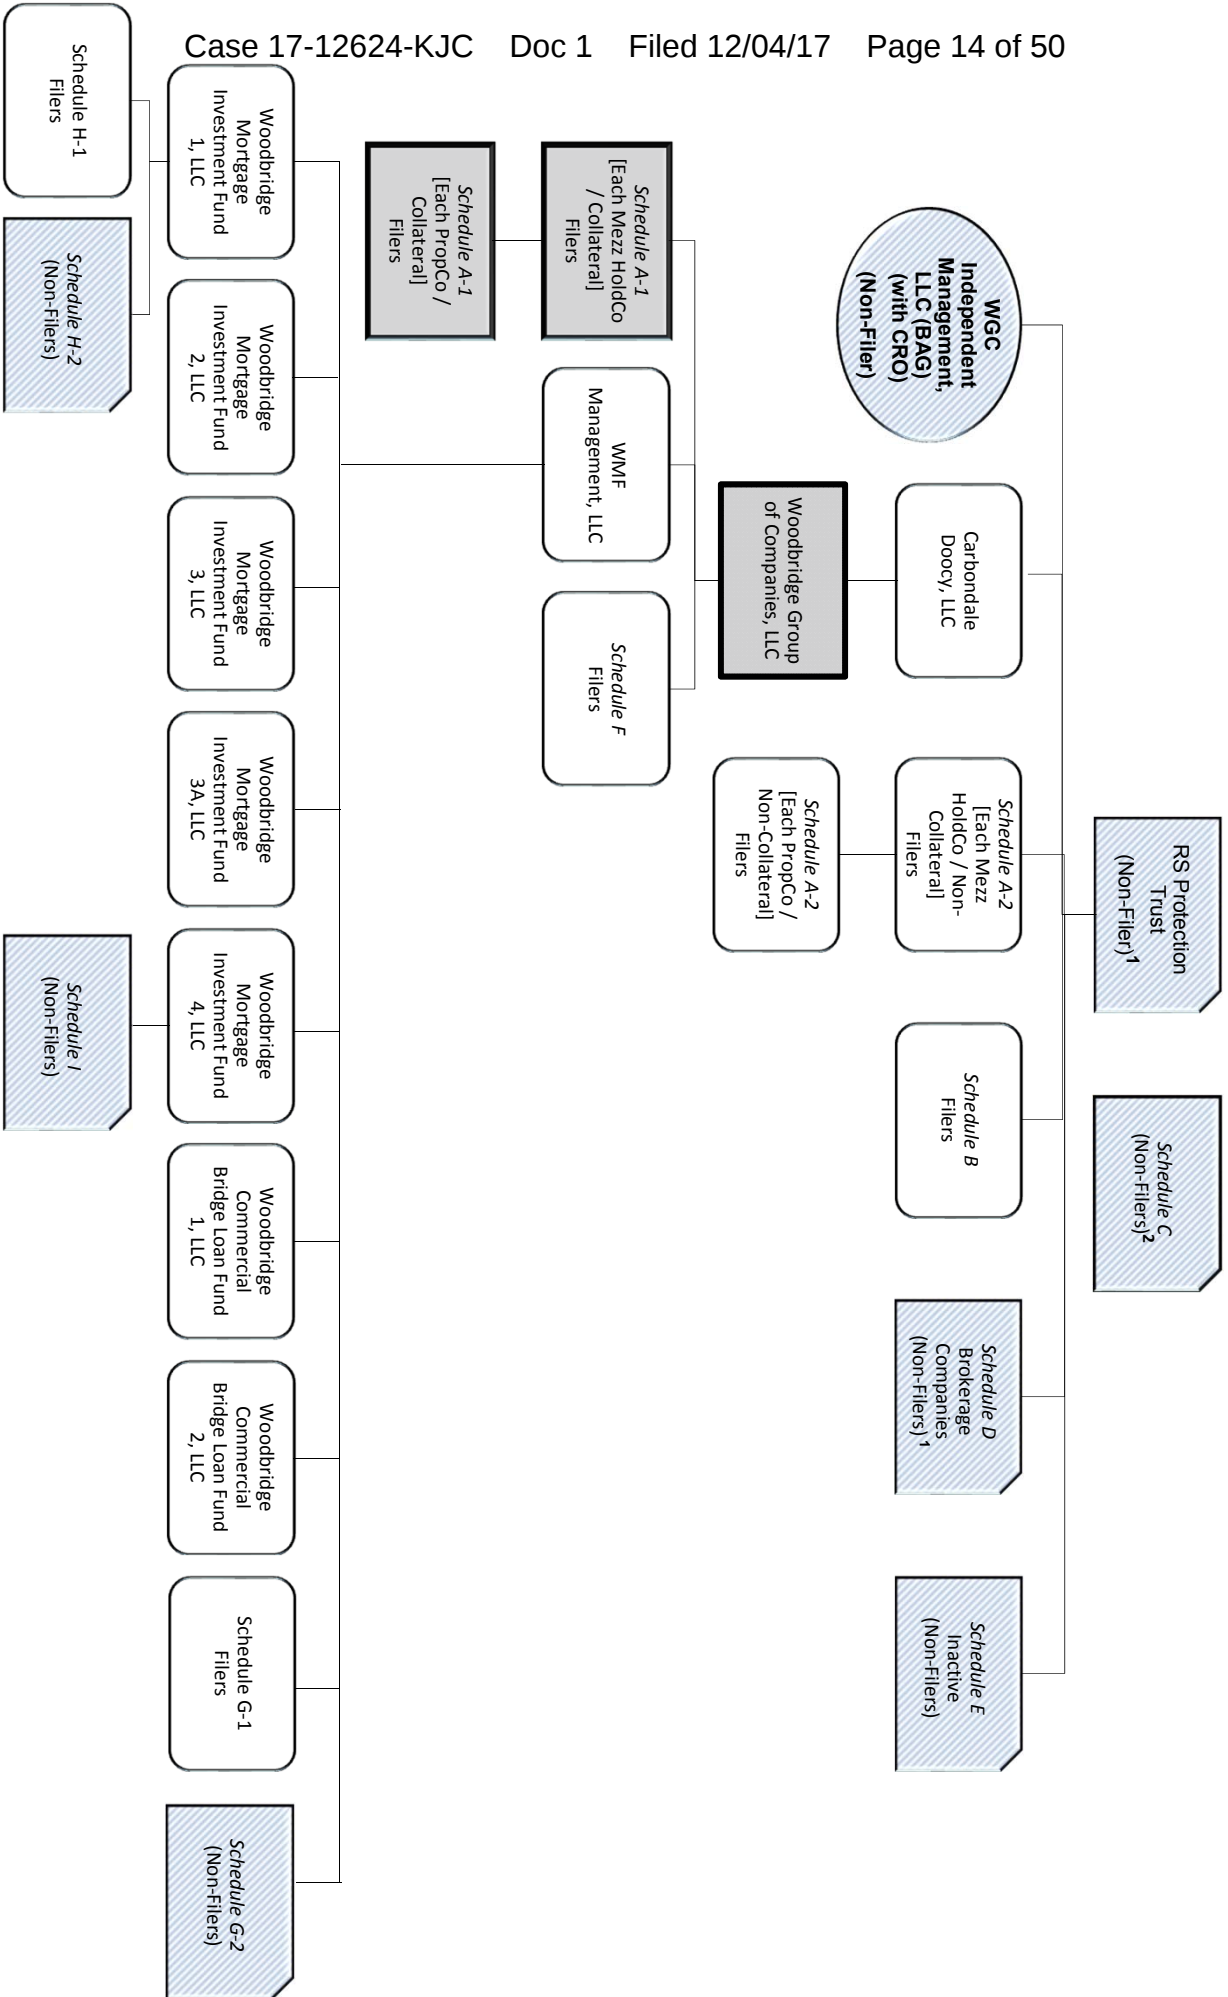 Case 17-12624-KJC Doc 1 Filed 12/04/17 Page 14 of 50
RS Protection
Trust
(Non-Filer)1
Schedule C
(Non-Filers)2
WGC
Independent
Management,
LLC (BAG)
(with CRO)
(Non-Filer)
Carbondale
Doocy, LLC
Schedule A-2
[Each Mezz
HoldCo / Non-
Collateral]
Filers
Schedule B
Filers
Schedule D
Brokerage
Companies
(Non-Filers)1
Schedule E
Inactive
(Non-Filers)
Woodbridge Group
of Companies, LLC
Schedule A-2
[Each PropCo /
Non-Collateral]
Filers
Schedule A-1
[Each Mezz HoldCo
/ Collateral]
Filers
WMF
Management, LLC
Schedule F
Filers
Schedule A-1
[Each PropCo /
Collateral]
Filers
Woodbridge
Mortgage
Investment Fund
1, LLC
Woodbridge
Mortgage
Investment Fund
2, LLC
Woodbridge
Mortgage
Investment Fund
3, LLC
Woodbridge
Mortgage
Investment Fund
3A, LLC
Woodbridge
Mortgage
Investment Fund
4, LLC
Woodbridge
Commercial
Bridge Loan Fund
1, LLC
Woodbridge
Commercial
Bridge Loan Fund
2, LLC
Schedule G-1
Filers
Schedule G-2
(Non-Filers)
Schedule H-1
Filers
Schedule H-2
(Non-Filers)
Schedule I
(Non-Filers)